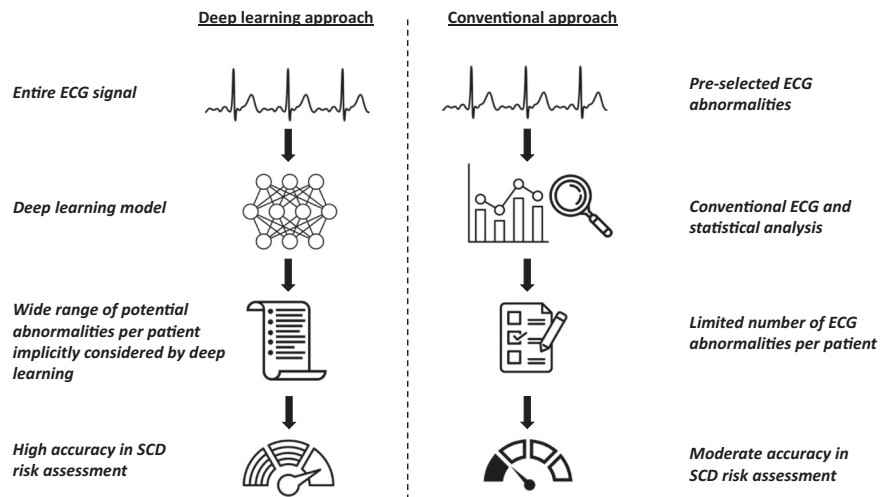 Deep learning approach
Conventional approach
Entire ECG signal
Pre-selected ECG
abnormalities
Deep learning model
Conventional ECG and
statistical analysis
Wide range of potential
abnormalities per patient
implicitly considered by deep
learning
Limited number of ECG
abnormalities per patient
High accuracy in SCD
risk assessment
Moderate accuracy in
SCD risk assessment